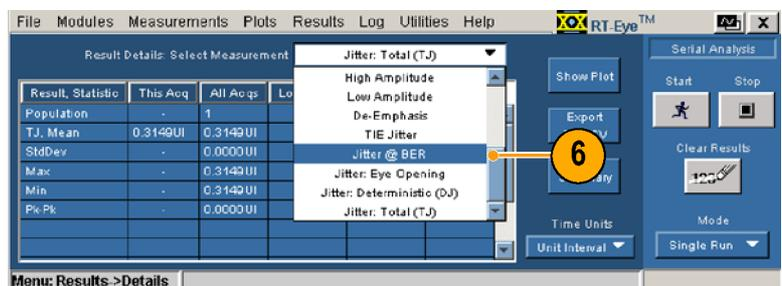 File Modules Measurements Plots Results Log Utilities Help RT-Eye™ X
Result Details: Select Measurement Jitter: Total (TJ)
Serial Analysis
High Amplitude
Low Amplitude
De-Emphasis
TIE Jitter
Jitter @ BER
Jitter: Eye Opening
Jitter: Deterministic (DJ)
Jitter: Total (TJ)
6
Result, Statistic This Acq All Acqs Lo
Population - 1
TJ, Mean 0.3149UI 0.3149UI
StdDev - 0.0000UI
Max - 0.3149UI
Min - 0.3149UI
Pk-Pk - 0.0000UI
Show Plot
Export
Time Units
Unit Interval
Start Stop
Clear Results
123
Mode
Single Run
Menu: Results->Details